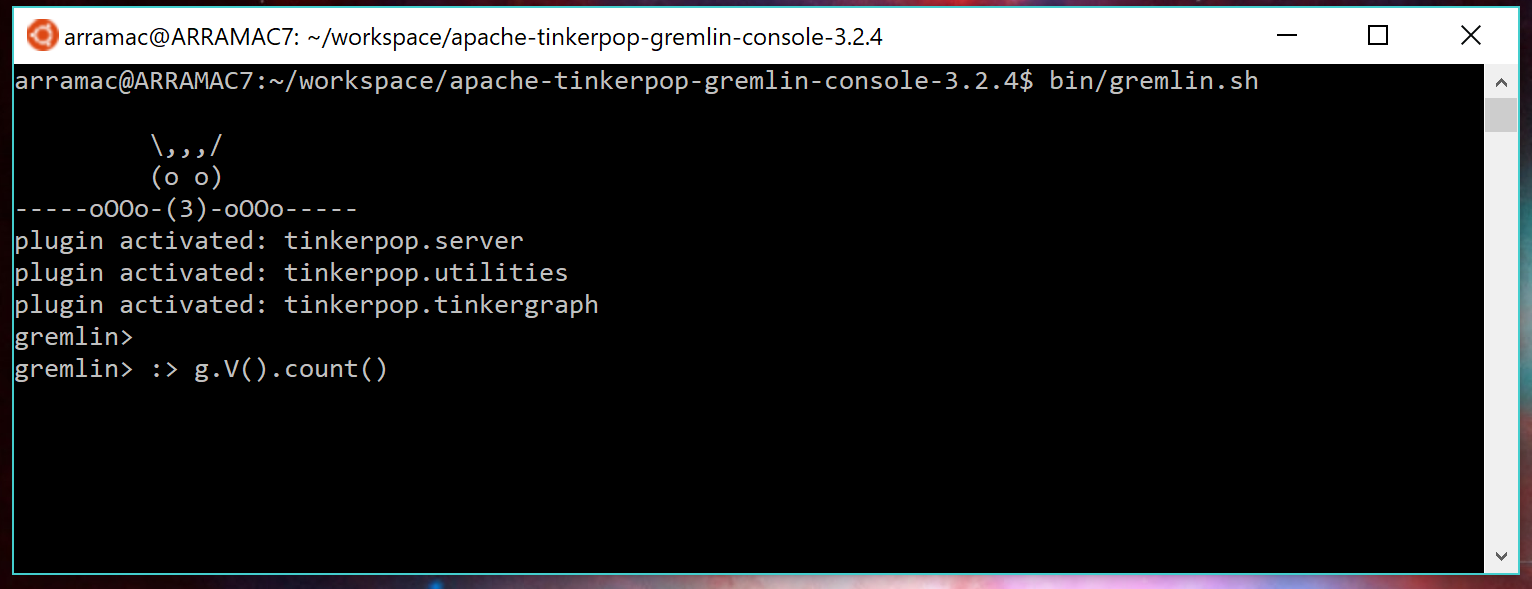 arramac@ARRAMAC7: ~/workspace/apache-tinkerpop-gremlin-console-3.2.4
arramac@ARRAMAC7:~/workspace/apache-tinkerpop-gremlin-console-3.2.4$ bin/gremlin.sh
         \,,,/
         (o o)
-----oOOo-(3)-oOOo-----
plugin activated: tinkerpop.server
plugin activated: tinkerpop.utilities
plugin activated: tinkerpop.tinkergraph
gremlin>
gremlin> :> g.V().count()